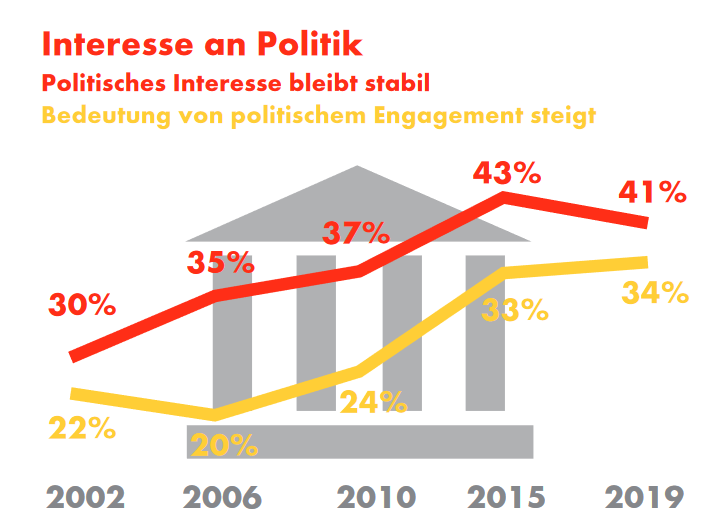 Interesse an Politik
Politisches Interesse bleibt stabil
Bedeutung von politischem Engagement steigt
43%
41%
37%
35%
30%
34%
33%
24%
22%
20%
2002 2006 2010 2015 2019